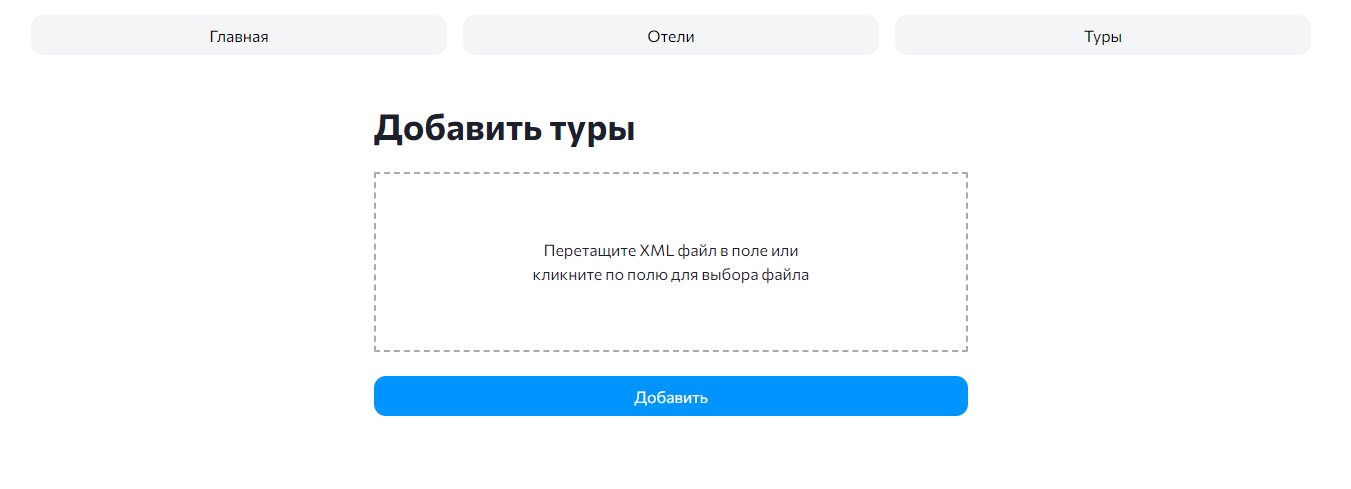 Главная
Отели
Туры
Добавить туры
Перетащите XML файл в поле или
кликните по полю для выбора файла
Добавить